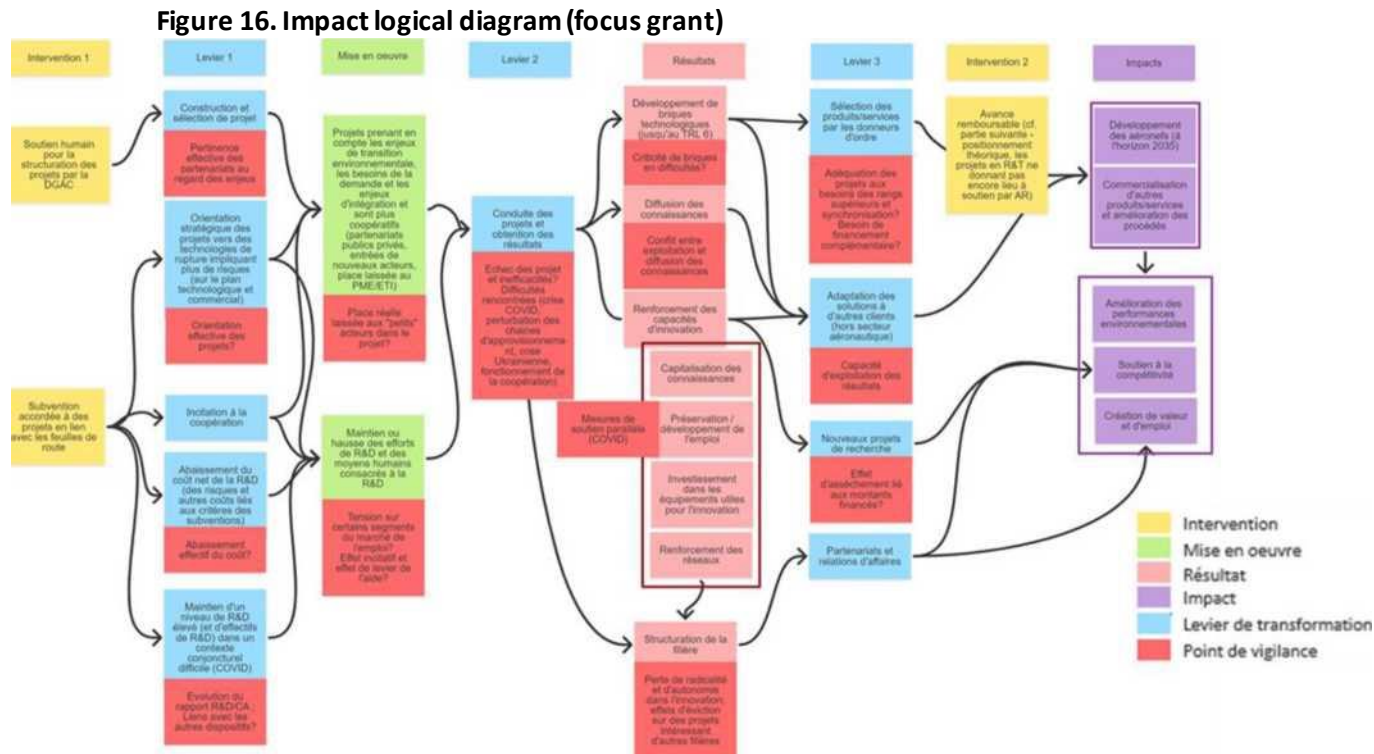 Figure 16. Impact logical diagram (focus grant)
Intervention 1
Soutien humain
pour la
structuration des
projets par la
DGAC
Subvention
accordée à des
projets en lien
avec les feuilles de
route
Levier 1
Construction et
sélection de projet
Pertinence
effective des
partenariats au
regard des enjeux
Orientation
stratégique des
projets vers des
technologies de
rupture impliquant
plus de risques
(sur le plan
technologique et
commercial)
Orientation
effective des
projets?
Incitation à la
coopération
Abaissement du
coût net de la R&D
(des risques et
autres coûts liés
aux critères des
subventions)
Abaissement
effectif du coût?
Maintien d'un
niveau de R&D
élevé (et d'effectifs
de R&D) dans un
contexte
conjoncturel
difficile (COVID)
Evolution du
rapport R&D/CA ;
Liens avec les
autres dispositifs?
Mise en oeuvre
Projets prenant en
compte les enjeux
de transition
environnementale,
les besoins de la
demande et les
enjeux
d'intégration et
sont plus
coopératifs
(partenariats
publics privés,
entrées de
nouveaux acteurs,
place laissée au
PME/ETI)
Place réelle
laissée aux "petits"
acteurs dans le
projet?
Maintien ou
hausse des efforts
de R&D et des
moyens humains
consacrés à la
R&D
Tension sur
certains segments
du marché de
l'emploi?
Effet incitatif et
effet de levier de
l'aide?
Levier 2
Conduite des
projets et
obtention des
résultats
Echec des projet
et inefficacités?
Difficultés
rencontrées (crise
COVID,
perturbation des
chaines
d'approvisionneme
nt, crise
Ukrainienne,
fonctionnement de
la coopération)
Résultats
Développement de
briques
technologiques
(jusqu'au TRL 6)
Criticité de briques
en difficultés?
Diffusion des
connaissances
Conflit entre
exploitation et
diffusion des
connaissances
Renforcement des
capacités
d'innovation
Capitalisation des
connaissances
Mesures de
soutien parallèle
(COVID)
Préservation /
développement de
l'emploi
Investissement
dans les
équipements utiles
pour l'innovation
Renforcement des
réseaux
Structuration de la
filière
Perte de radicalité
et d'autonomie
dans l'innovation;
effets d'éviction
sur des projets
intéressant
d'autres filières
Levier 3
Sélection des
produits/services
par les donneurs
d'ordre
Adéquation des
projets aux
besoins des rangs
supérieurs et
synchronisation?
Besoin de
financement
complémentaire?
Adaptation des
solutions à
d'autres clients
(hors secteur
aéronautique)
Capacité
d'exploitation des
résultats
Nouveaux projets
de recherche
Effet
d'assèchement lié
aux montants
financés?
Partenariats et
relations d'affaires
Intervention 2
Avance
remboursable (cf.
partie suivante -
positionnement
théorique, les
projets en R&T ne
donnant pas
encore lieu à
soutien par AR)
Impacts
Développement
des aéronefs (à
l'horizon 2035)
Commercialisation
d'autres
produits/services
et amélioration des
procédés
Amélioration des
performances
environnementales
Soutien à la
compétitivité
Création de valeur
et d'emploi
Intervention
Mise en oeuvre
Résultat
Impact
Levier de transformation
Point de vigilance